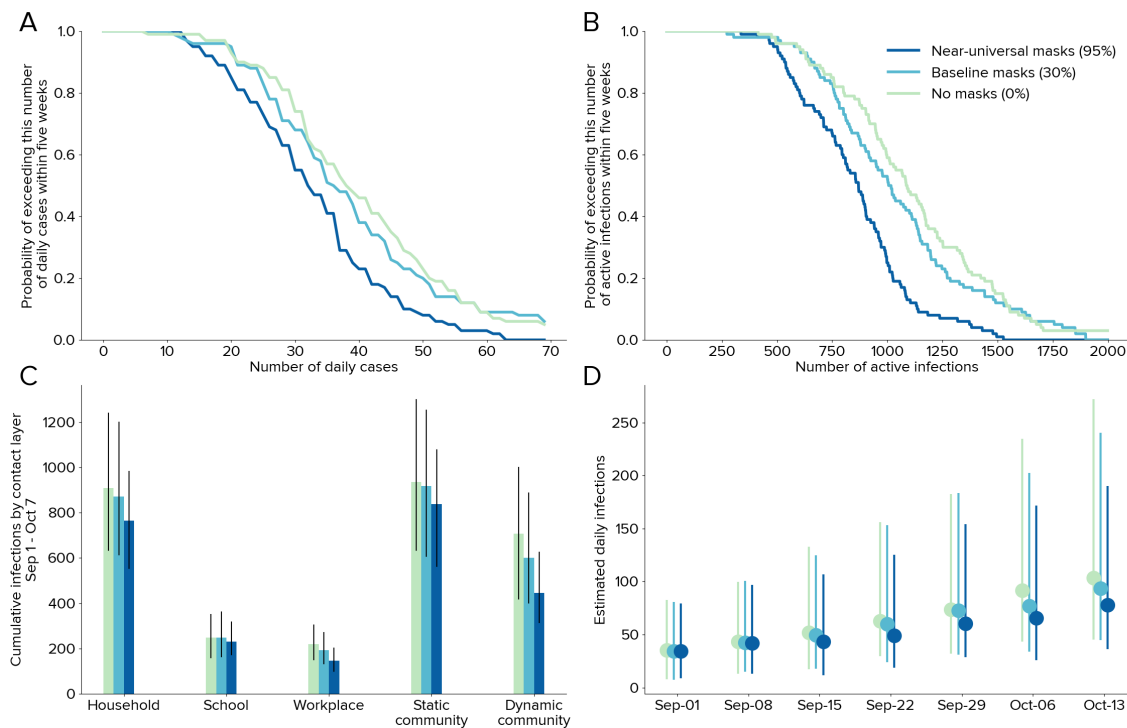 A
Probability of exceeding this number
of daily cases within five weeks
1.0
0.8
0.6
0.4
0.2
0.0
0 10 20 30 40 50 60 70
Number of daily cases
B
Probability of exceeding this number
of active infections within five weeks
1.0
0.8
0.6
0.4
0.2
0.0
Near-universal masks (95%)
Baseline masks (30%)
No masks (0%)
0 250 500 750 1000 1250 1500 1750 2000
Number of active infections
C
Cumulative infections by contact layer
Sep 1 - Oct 7
1200
1000
800
600
400
200
0
Household School Workplace Static Dynamic
community community
D
Estimated daily infections
250
200
150
100
50
0
Sep-01 Sep-08 Sep-15 Sep-22 Sep-29 Oct-06 Oct-13